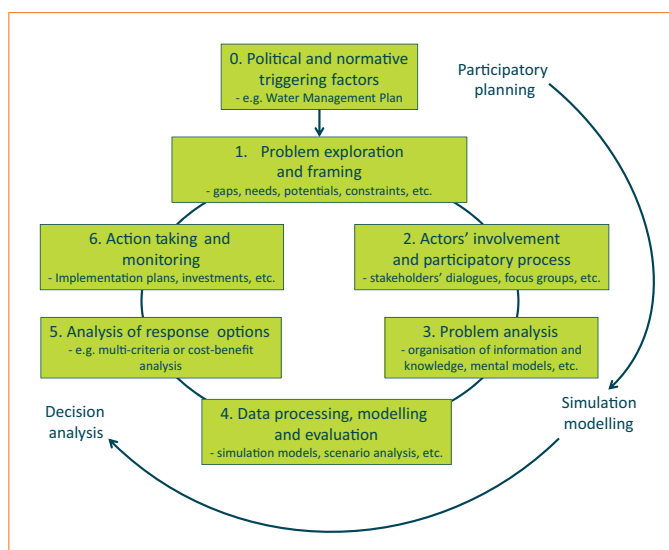 0. Political and normative
triggering factors
- e.g. Water Management Plan
Participatory
planning
1. Problem exploration
and framing
- gaps, needs, potentials, constraints, etc.
6. Action taking and
monitoring
- Implementation plans, investments, etc.
2. Actors' involvement
and participatory process
- stakeholders' dialogues, focus groups, etc.
5. Analysis of response options
- e.g. multi-criteria or cost-benefit
analysis
3. Problem analysis
- organisation of information and
knowledge, mental models, etc.
4. Data processing, modelling
and evaluation
- simulation models, scenario analysis, etc.
Decision
analysis
Simulation
modelling